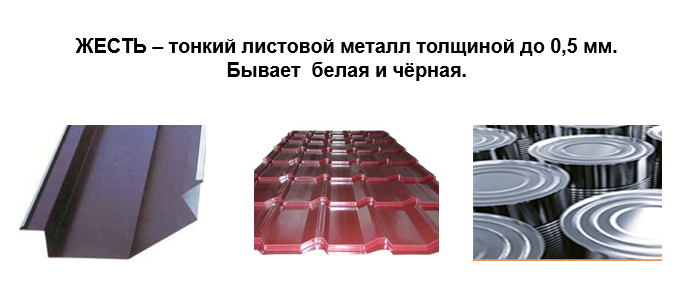 ЖЕСТЬ – тонкий листовой металл толщиной до 0,5 мм.
Бывает  белая и чёрная.